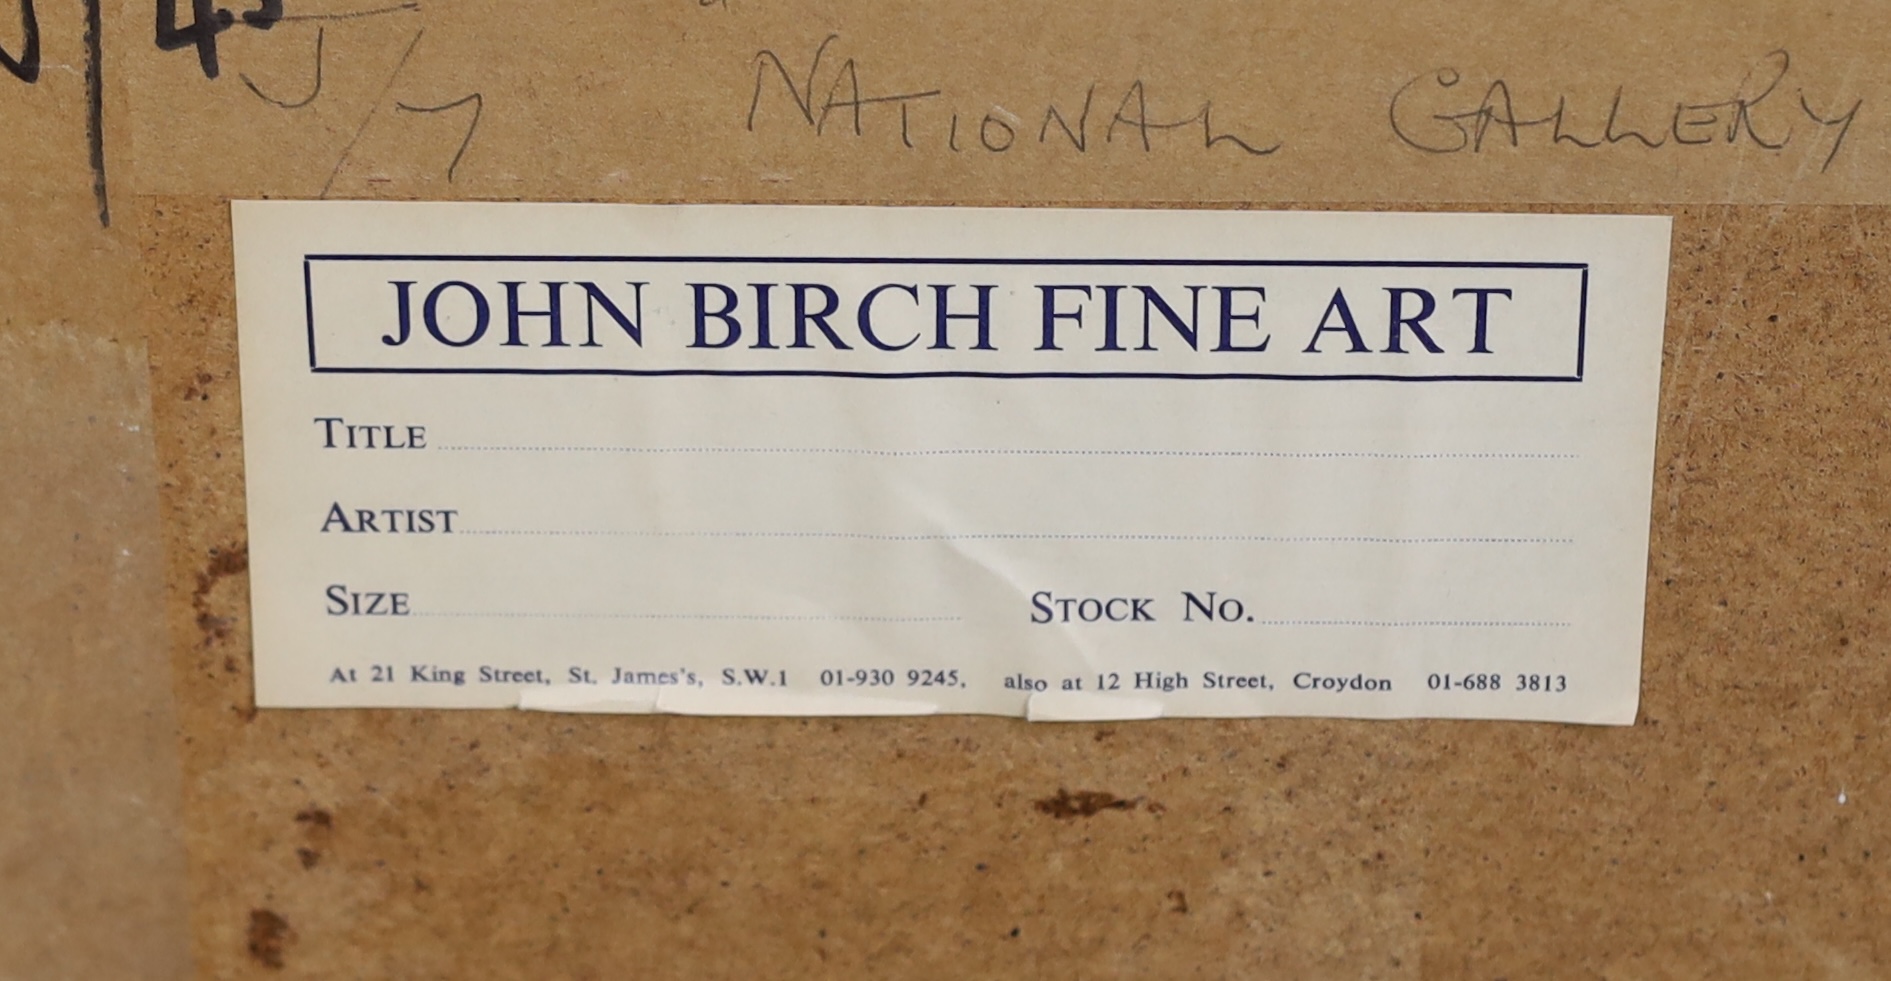 J/45
J/7 NATIONAL GALLERY
JOHN BIRCH FINE ART
TITLE
ARTIST
SIZE STOCK No.
At 21 King Street, St. James's, S.W.1 01-930 9245. also at 12 High Street, Croydon 01-688 3813